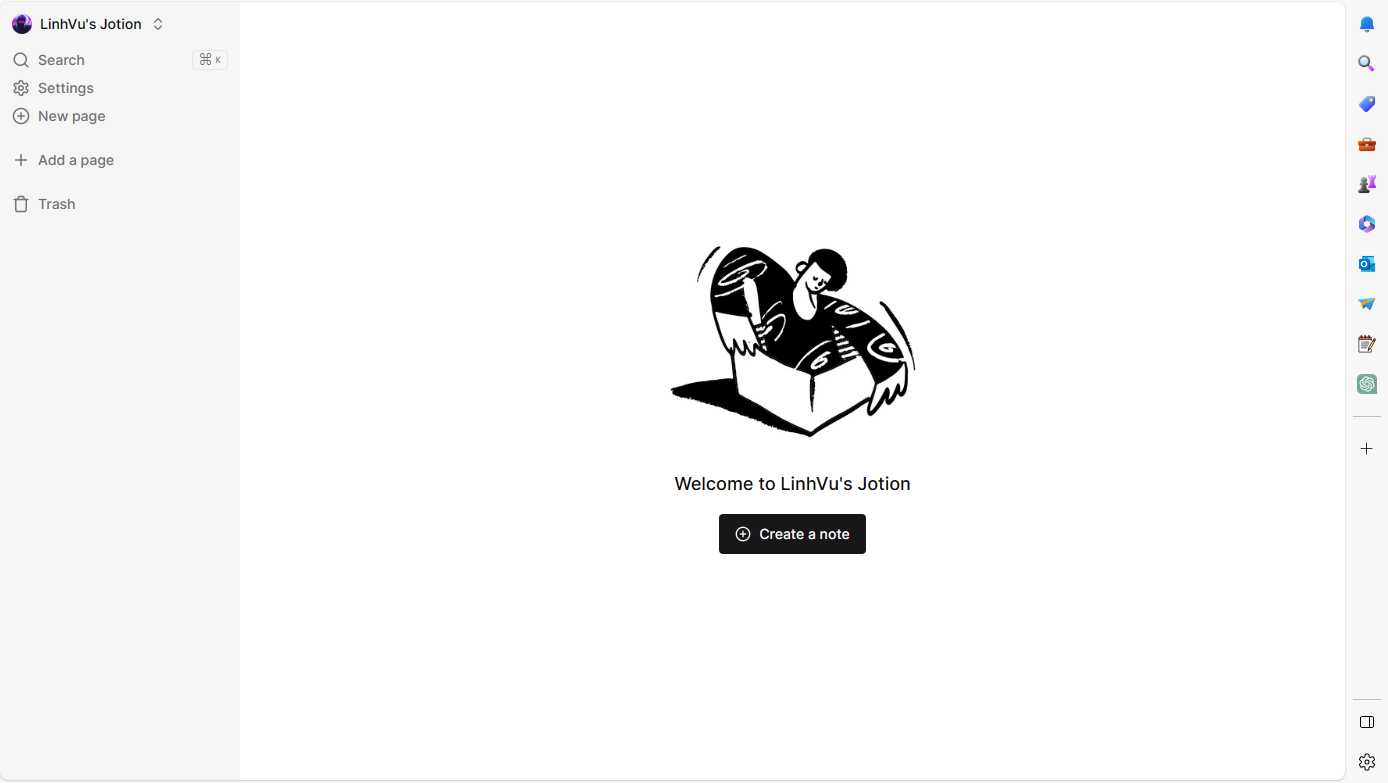 LinhVu's Jotion
Search ⌘ K
Settings
New page
Add a page
Trash
Welcome to LinhVu's Jotion
Create a note